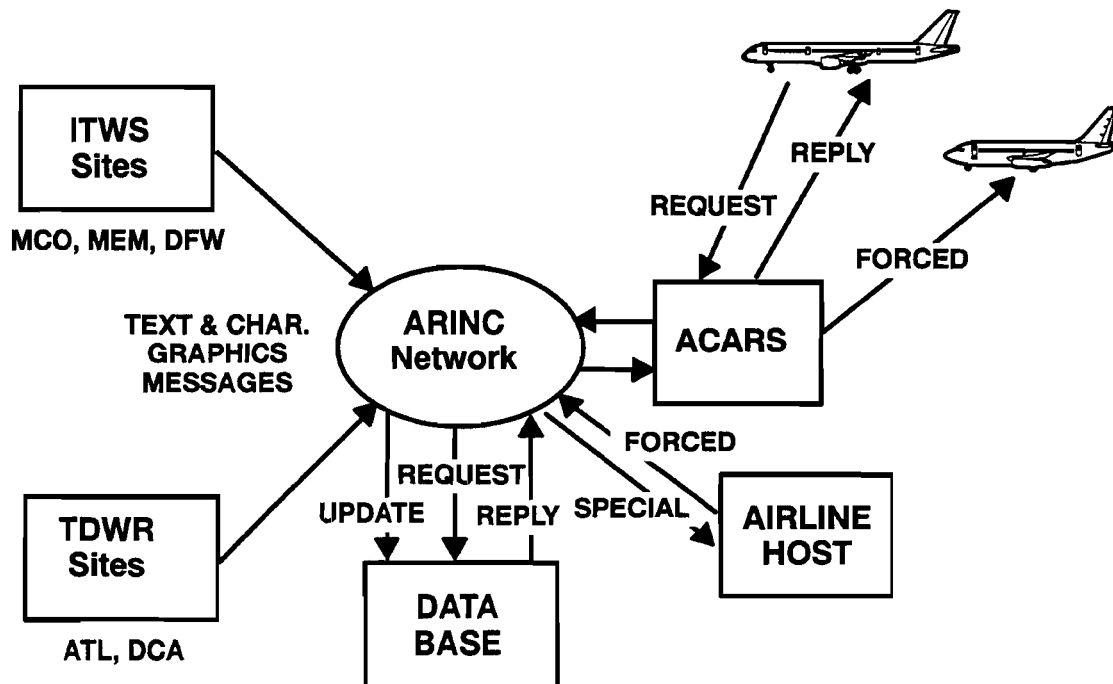 ITWS
Sites
MCO, MEM, DFW
REPLY
REQUEST
FORCED
TEXT & CHAR.
GRAPHICS
MESSAGES
ARINC
Network
ACARS
FORCED
REQUEST
UPDATE
REPLY
SPECIAL
TDWR
Sites
ATL, DCA
DATA
BASE
AIRLINE
HOST